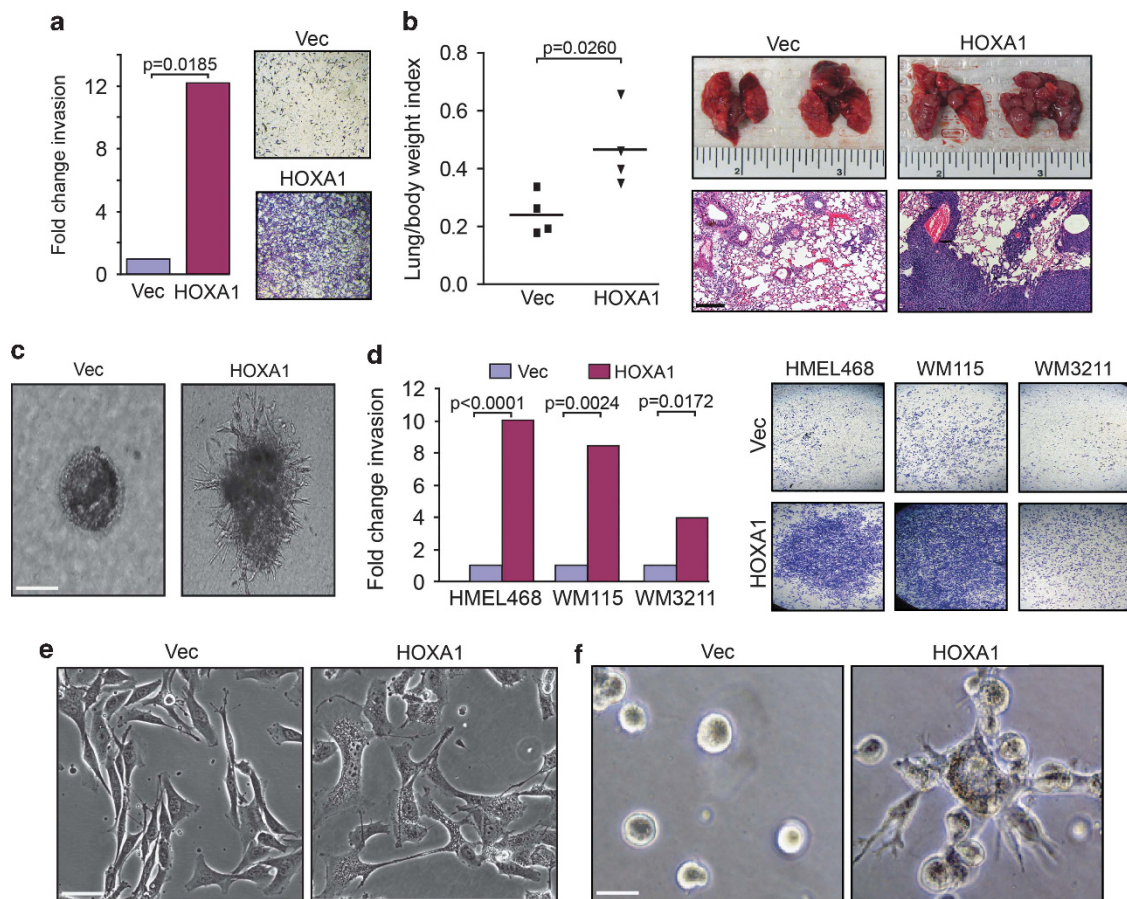 a
Vec
p=0.0185
Fold change invasion
12
8
4
0
Vec
HOXA1
HOXA1
b
p=0.0260
Lung/body weight index
0.8
0.6
0.4
0.2
0.0
Vec
HOXA1
Vec
HOXA1
2
3
2
3
c
Vec
HOXA1
d
Vec
HOXA1
p<0.0001
p=0.0024
p=0.0172
Fold change invasion
12
10
8
6
4
2
0
HMEL468
WM115
WM3211
HMEL468
WM115
WM3211
Vec
HOXA1
e
Vec
HOXA1
f
Vec
HOXA1